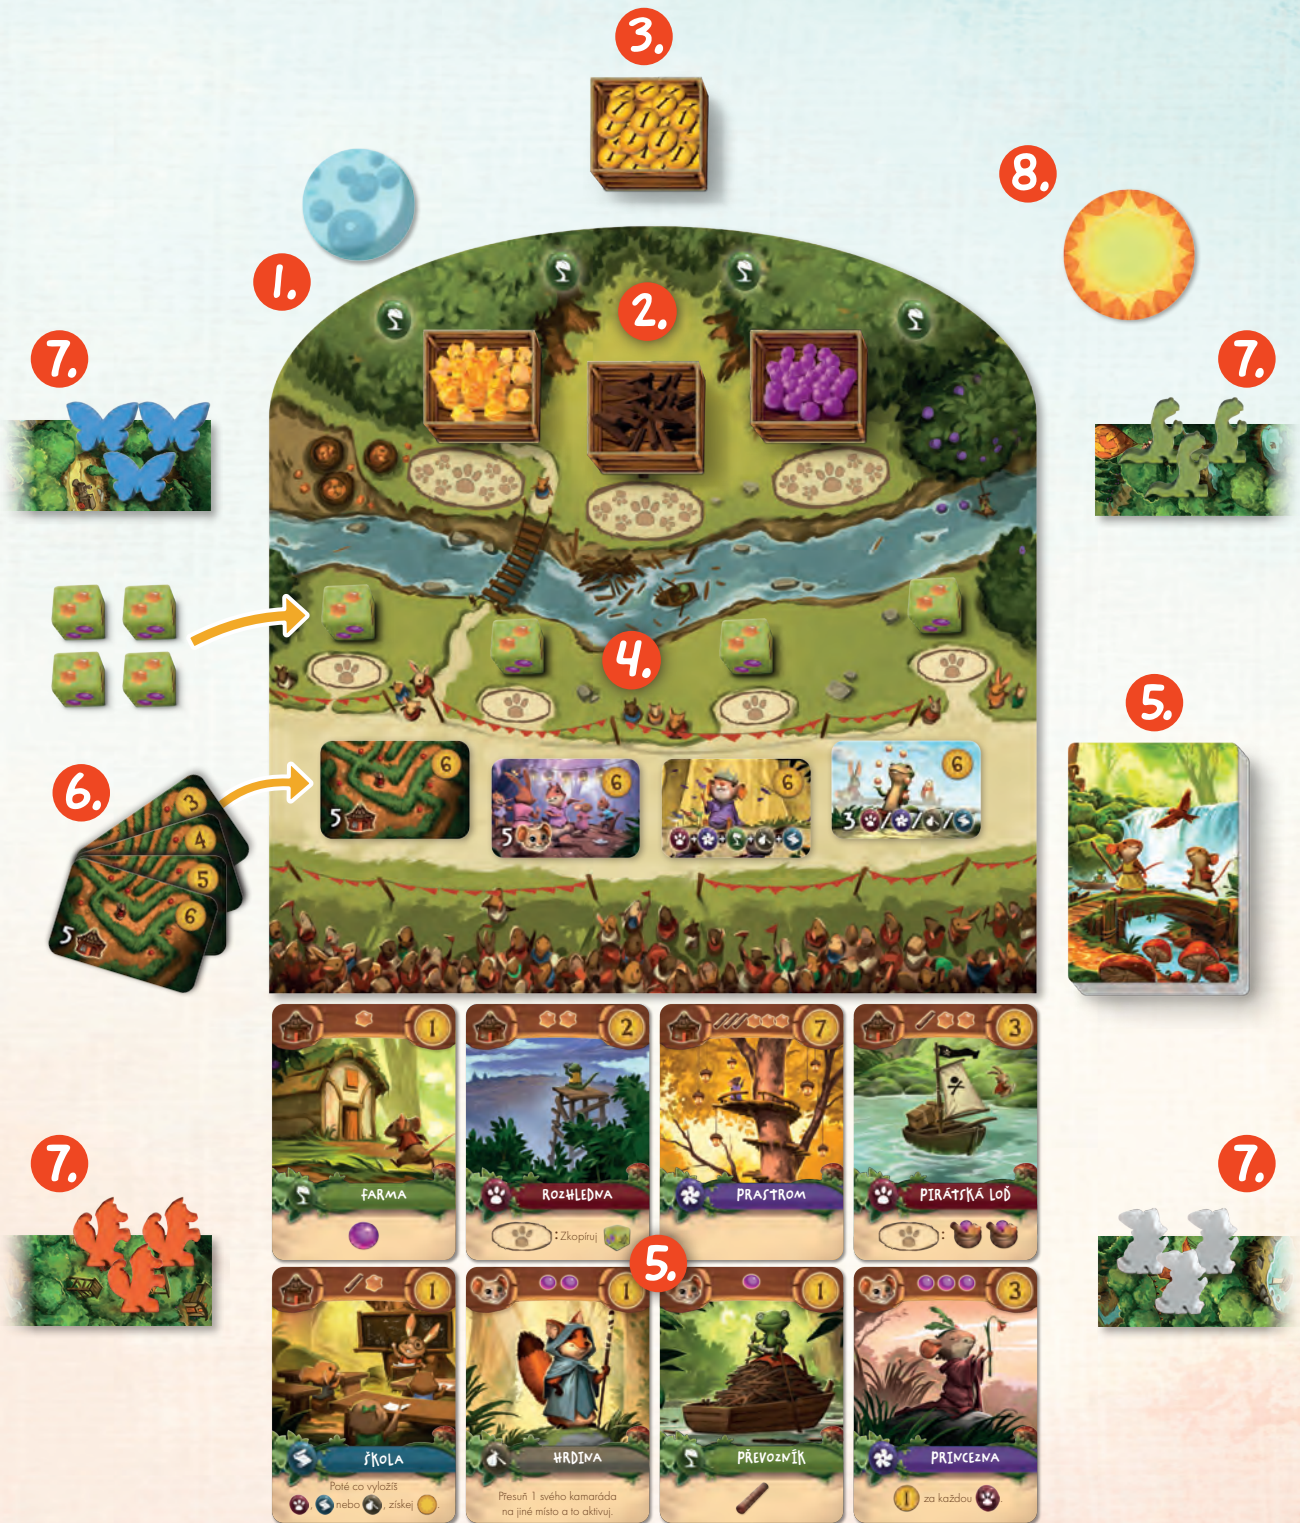 3.
8.
1.
2.
7.
7.
4.
5.
6.
3
4
5
6
5
6
5
6
5
6
6
3 / / /
7.
7.
1
2
7
3
FARMA
ROZHLEDNA
PRASTROM
PIRÁTSKÁ LOĎ
: Zkopíruj
:
5.
1
1
1
3
ŠKOLA
HRDINA
PŘEVOZNÍK
PRINCEZNA
Poté co vyložíš
, nebo , získej .
Přesuň 1 svého kamaráda
na jiné místo a to aktivuj.
1 za každou .